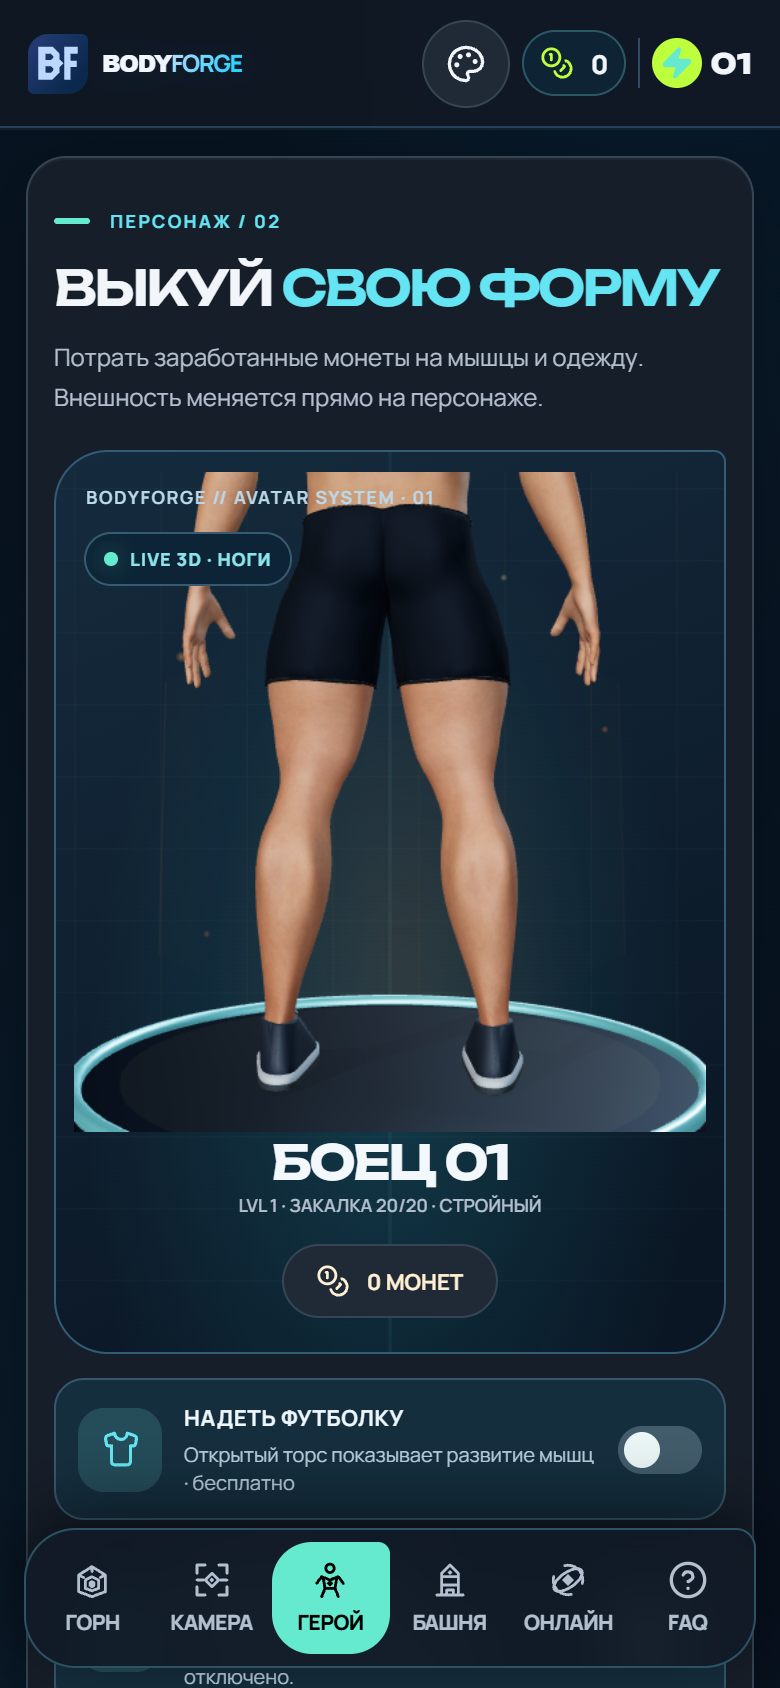 BF BODYFORGE 0 01
ПЕРСОНАЖ / 02
ВЫКУЙ СВОЮ ФОРМУ
Потрать заработанные монеты на мышцы и одежду.
Внешность меняется прямо на персонаже.
BODYFORGE // AVATAR SYSTEM · 01
LIVE 3D · НОГИ
БОЕЦ 01
LVL 1 · ЗАКАЛКА 20/20 · СТРОЙНЫЙ
0 МОНЕТ
НАДЕТЬ ФУТБОЛКУ
Открытый торс показывает развитие мышц
· бесплатно
ГОРН КАМЕРА ГЕРОЙ БАШНЯ ОНЛАЙН FAQ
отключено.